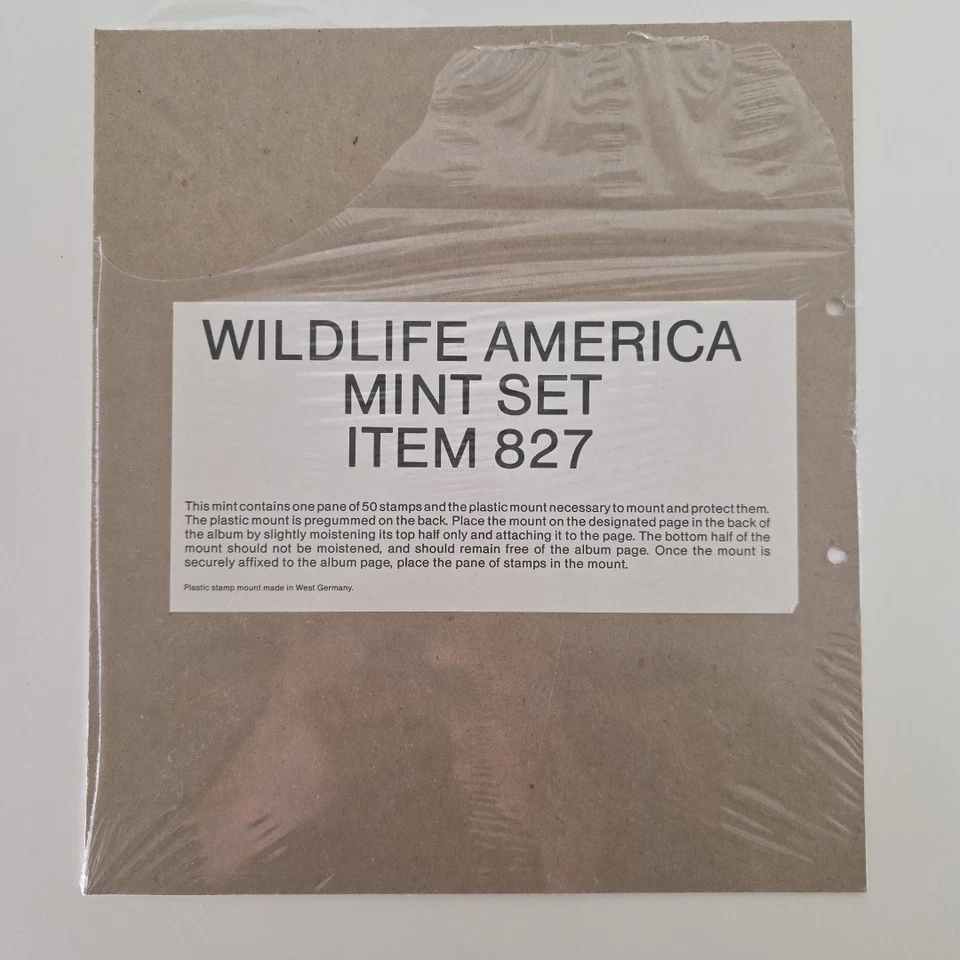 WILDLIFE AMERICA
MINT SET
ITEM 827
This mint contains one pane of 50 stamps and the plastic mount necessary to mount and protect them.
The plastic mount is pregummed on the back. Place the mount on the designated page in the back of
the album by slightly moistening its top half only and attaching it to the page. The bottom half of the
mount should not be moistened, and should remain free of the album page. Once the mount is
securely affixed to the album page, place the pane of stamps in the mount.
Plastic stamp mount made in West Germany.